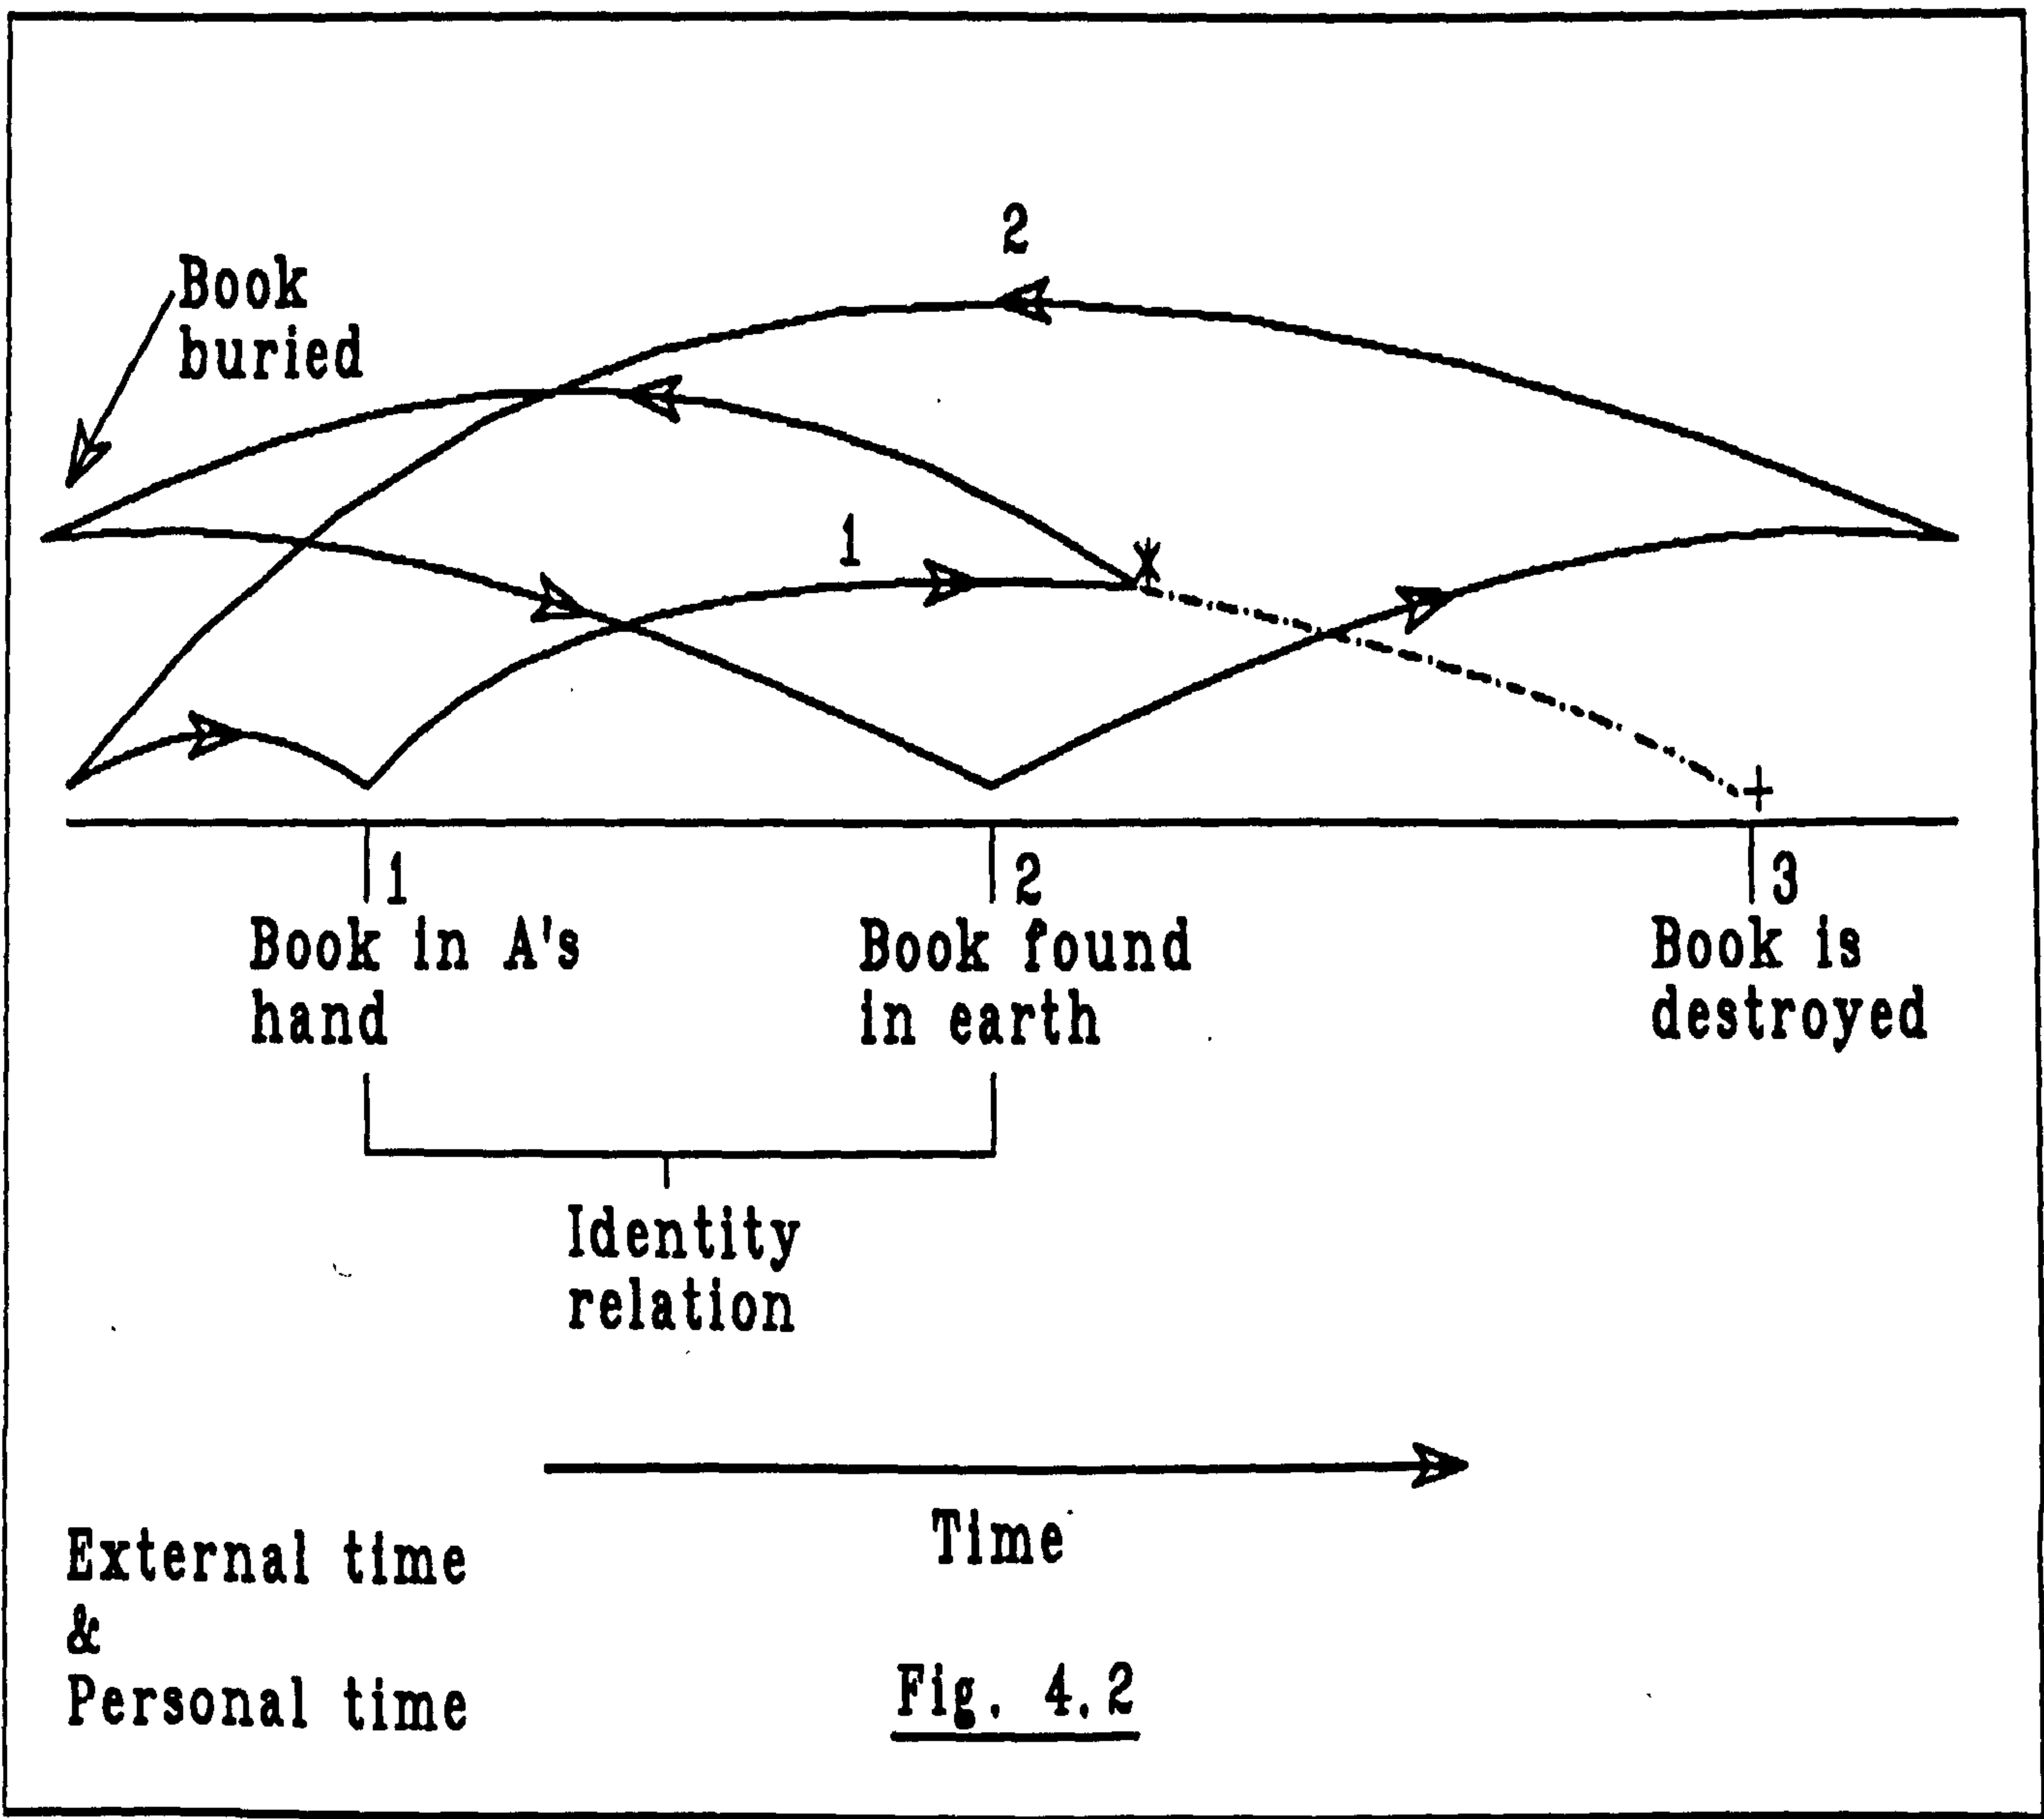 2
Book
buried
1
1
2
3
Book in A's
hand
Book found
in earth
Book is
destroyed
Identity
relation
Time
External time
&
Personal time
Fig. 4.2